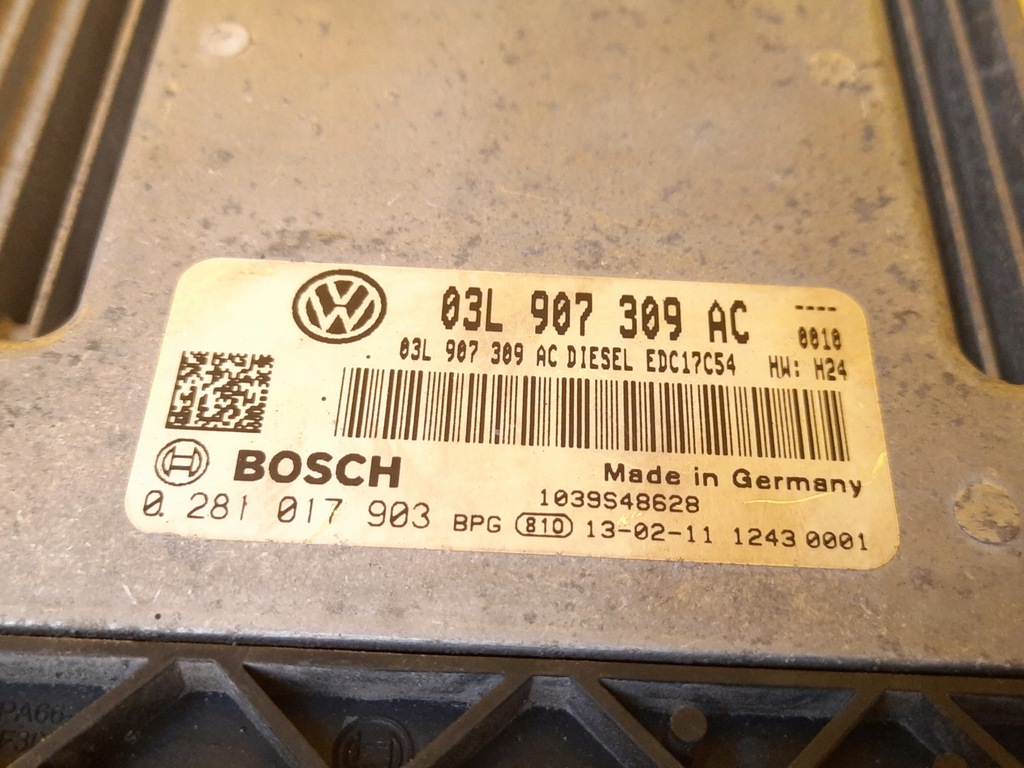 03L 907 309 AC
----
0010
03L 907 309 AC DIESEL EDC17C54 HW: H24
BOSCH
Made in Germany
1039S48628
0 281 017 903 BPG 810 13-02-11 1243 0001
PA66